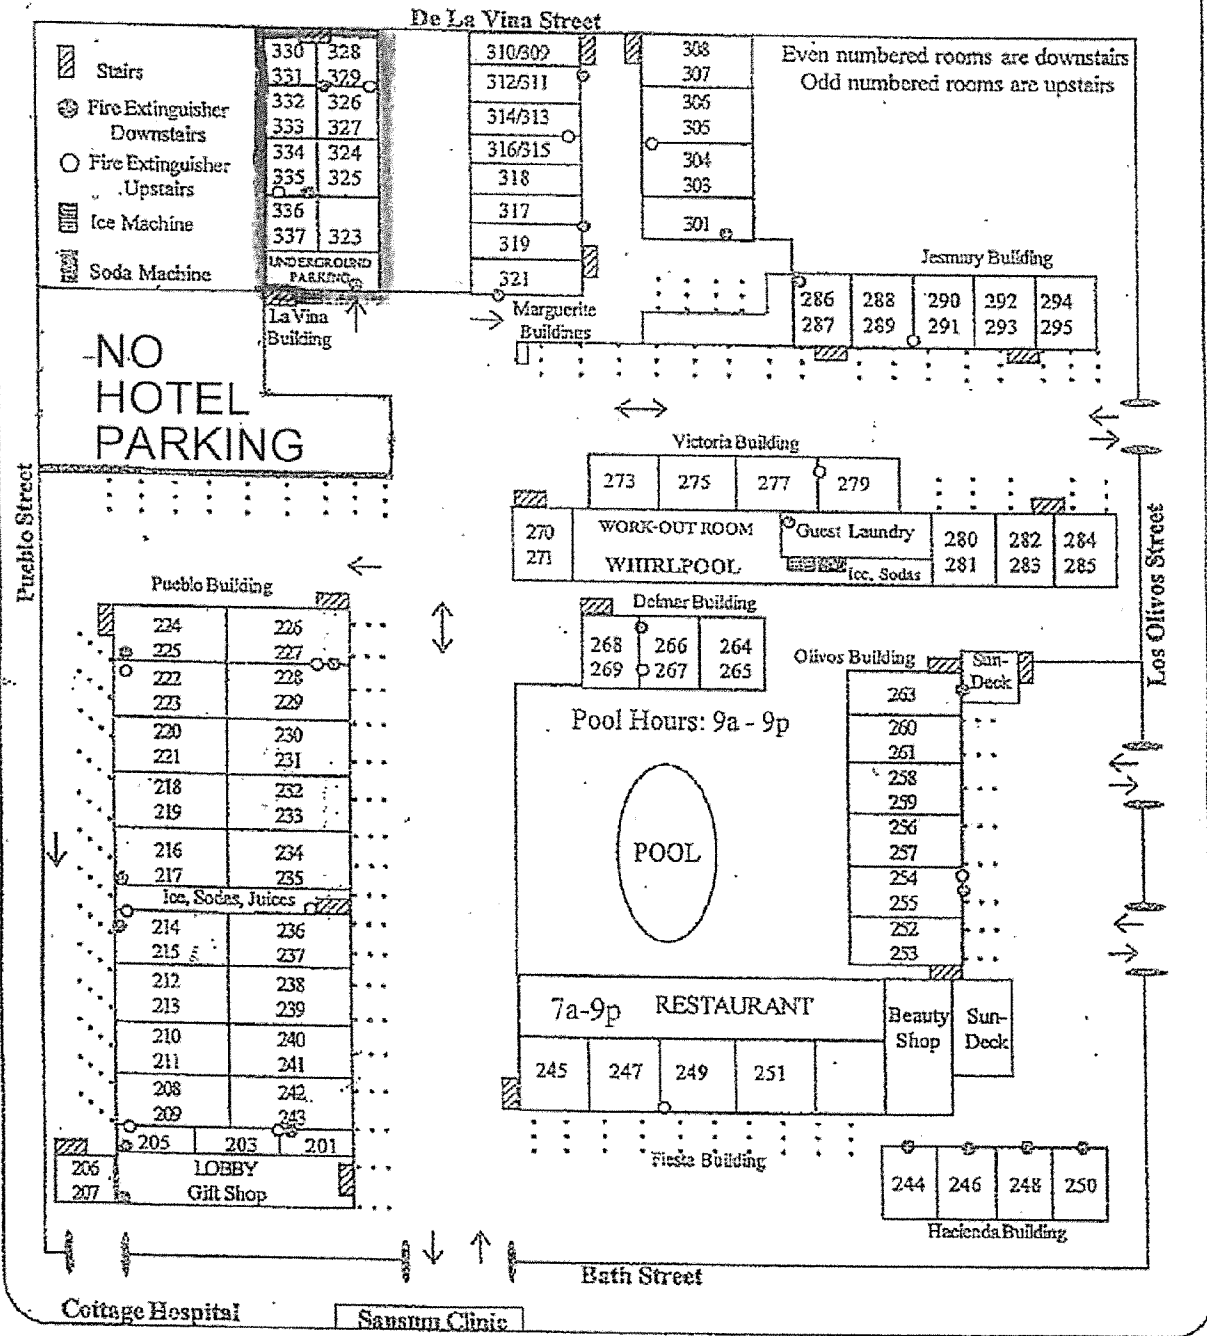 De La Vina Street
Stairs
Fire Extinguisher
Downstairs
Fire Extinguisher
Upstairs
Ice Machine
Soda Machine
330 328
331 329
332 326
333 327
334 324
335 325
336
337 323
UNDERGROUND
PARKING
La Vina
Building
310/309
312/311
314/313
316/315
318
317
319
321
Marguerite
Buildings
308
307
306
305
304
303
301
Even numbered rooms are downstairs
Odd numbered rooms are upstairs
Jesmary Building
286 288 290 292 294
287 289 291 293 295
NO
HOTEL
PARKING
Pueblo Street
Los Olivos Street
Victoria Building
273 275 277 279
270
271
WORK-OUT ROOM
WHIRLPOOL
Guest Laundry
Ice, Sodas
280 282 284
281 283 285
Pueblo Building
224 226
225 227
222 228
223 229
220 230
221 231
218 232
219 233
216 234
217 235
Ice, Sodas, Juices
214 236
215 237
212 238
213 239
210 240
211 241
208 242
209 243
205 203 201
206
207
LOBBY
Gift Shop
Delmar Building
268 266 264
269 267 265
Olivos Building
Sun-
Deck
263
260
261
258
259
256
257
254
255
252
253
Pool Hours: 9a - 9p
POOL
7a-9p RESTAURANT
Beauty
Shop
Sun-
Deck
245 247 249 251
Fiesta Building
244 246 248 250
Hacienda Building
Bath Street
Cottage Hospital
Sansum Clinic